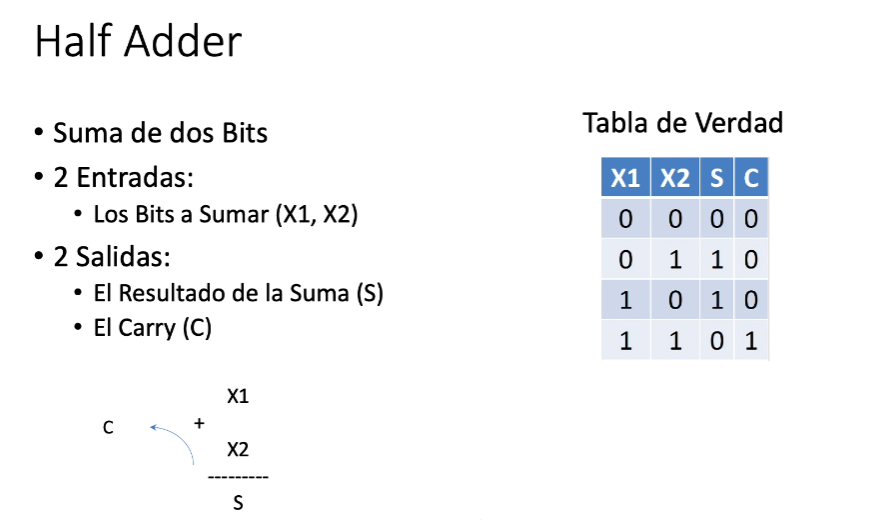 Half Adder
• Suma de dos Bits
• 2 Entradas:
• Los Bits a Sumar (X1, X2)
• 2 Salidas:
• El Resultado de la Suma (S)
• El Carry (C)
X1
C +
X2
---------
S
Tabla de Verdad
X1 X2 S C
0 0 0 0
0 1 1 0
1 0 1 0
1 1 0 1